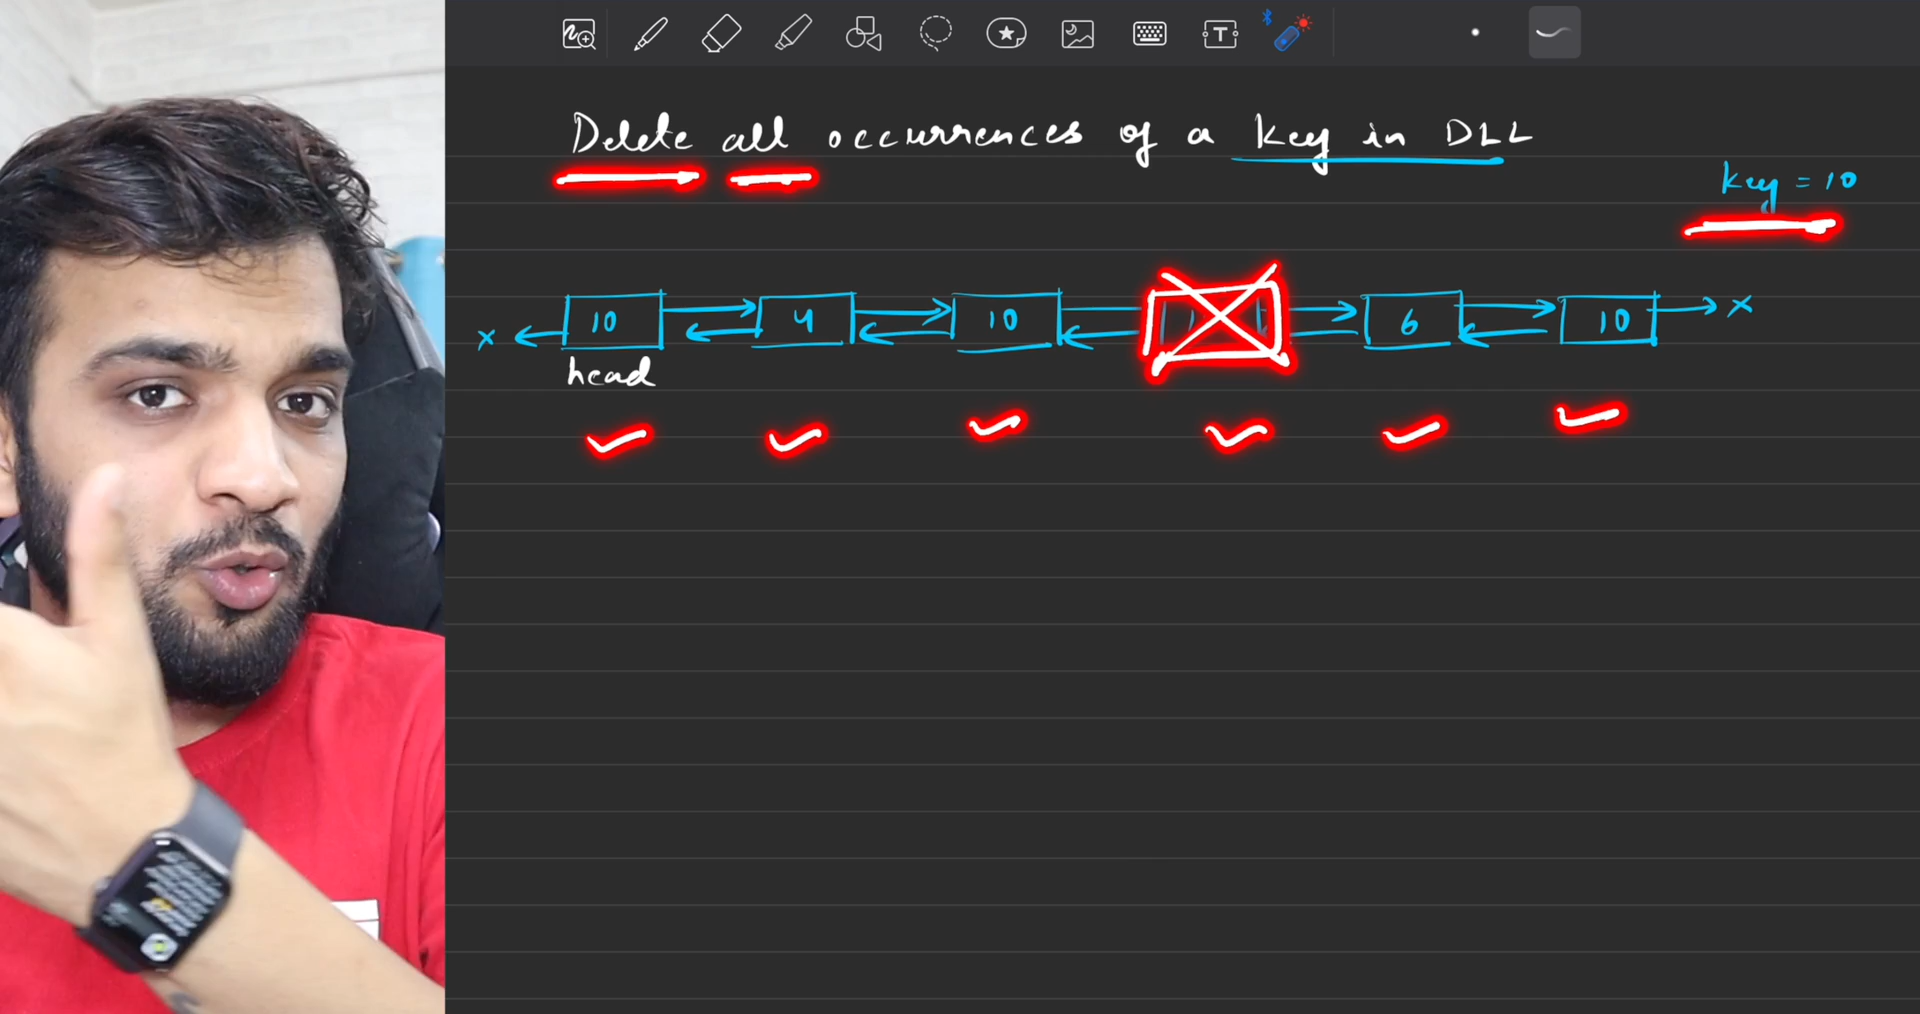 Delete all occurrences of a key in DLL
key = 10
x 10 4 10 6 10 x
head